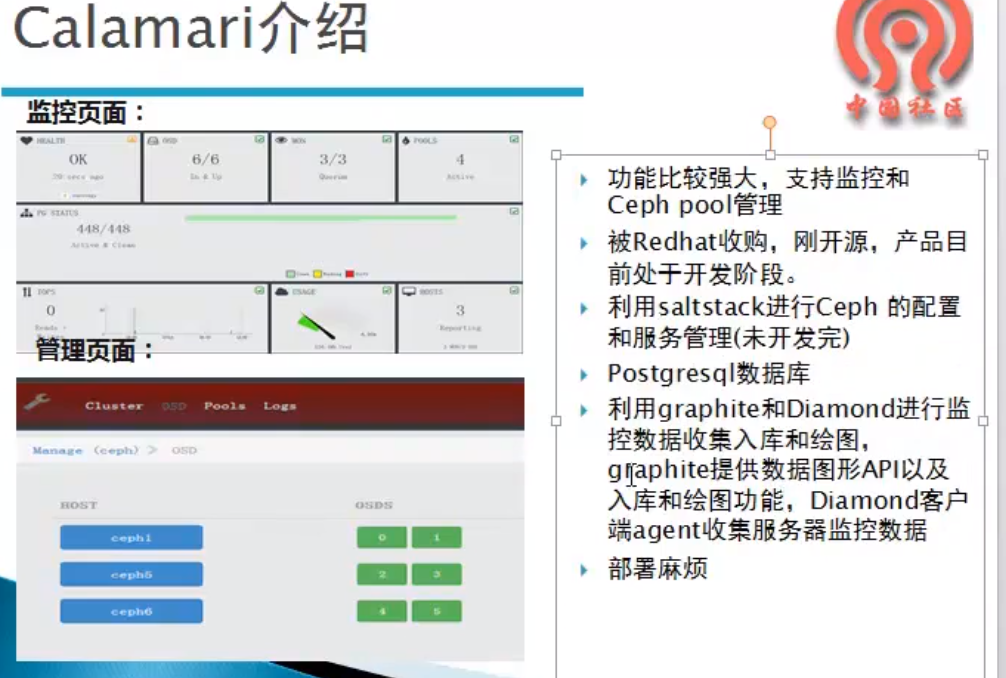 Calamari介绍
中国社区
监控页面：
HEALTH
OSD
MON
POOLS
OK
6/6
3/3
4
In & Up
Quorum
Active
PG STATUS
448/448
Active & Clean
IOPS
USAGE
HOSTS
0
3
Reporting
管理页面：
Cluster OSD Pools Logs
Manage (ceph) > OSD
HOST
OSDS
ceph1
0
1
ceph5
2
3
ceph6
4
5
功能比较强大，支持监控和
Ceph pool管理
被Redhat收购，刚开源，产品目
前处于开发阶段。
利用saltstack进行Ceph 的配置
和服务管理(未开发完)
Postgresql数据库
利用graphite和Diamond进行监
控数据收集入库和绘图，
graphite提供数据图形API以及
入库和绘图功能，Diamond客户
端agent收集服务器监控数据
部署麻烦